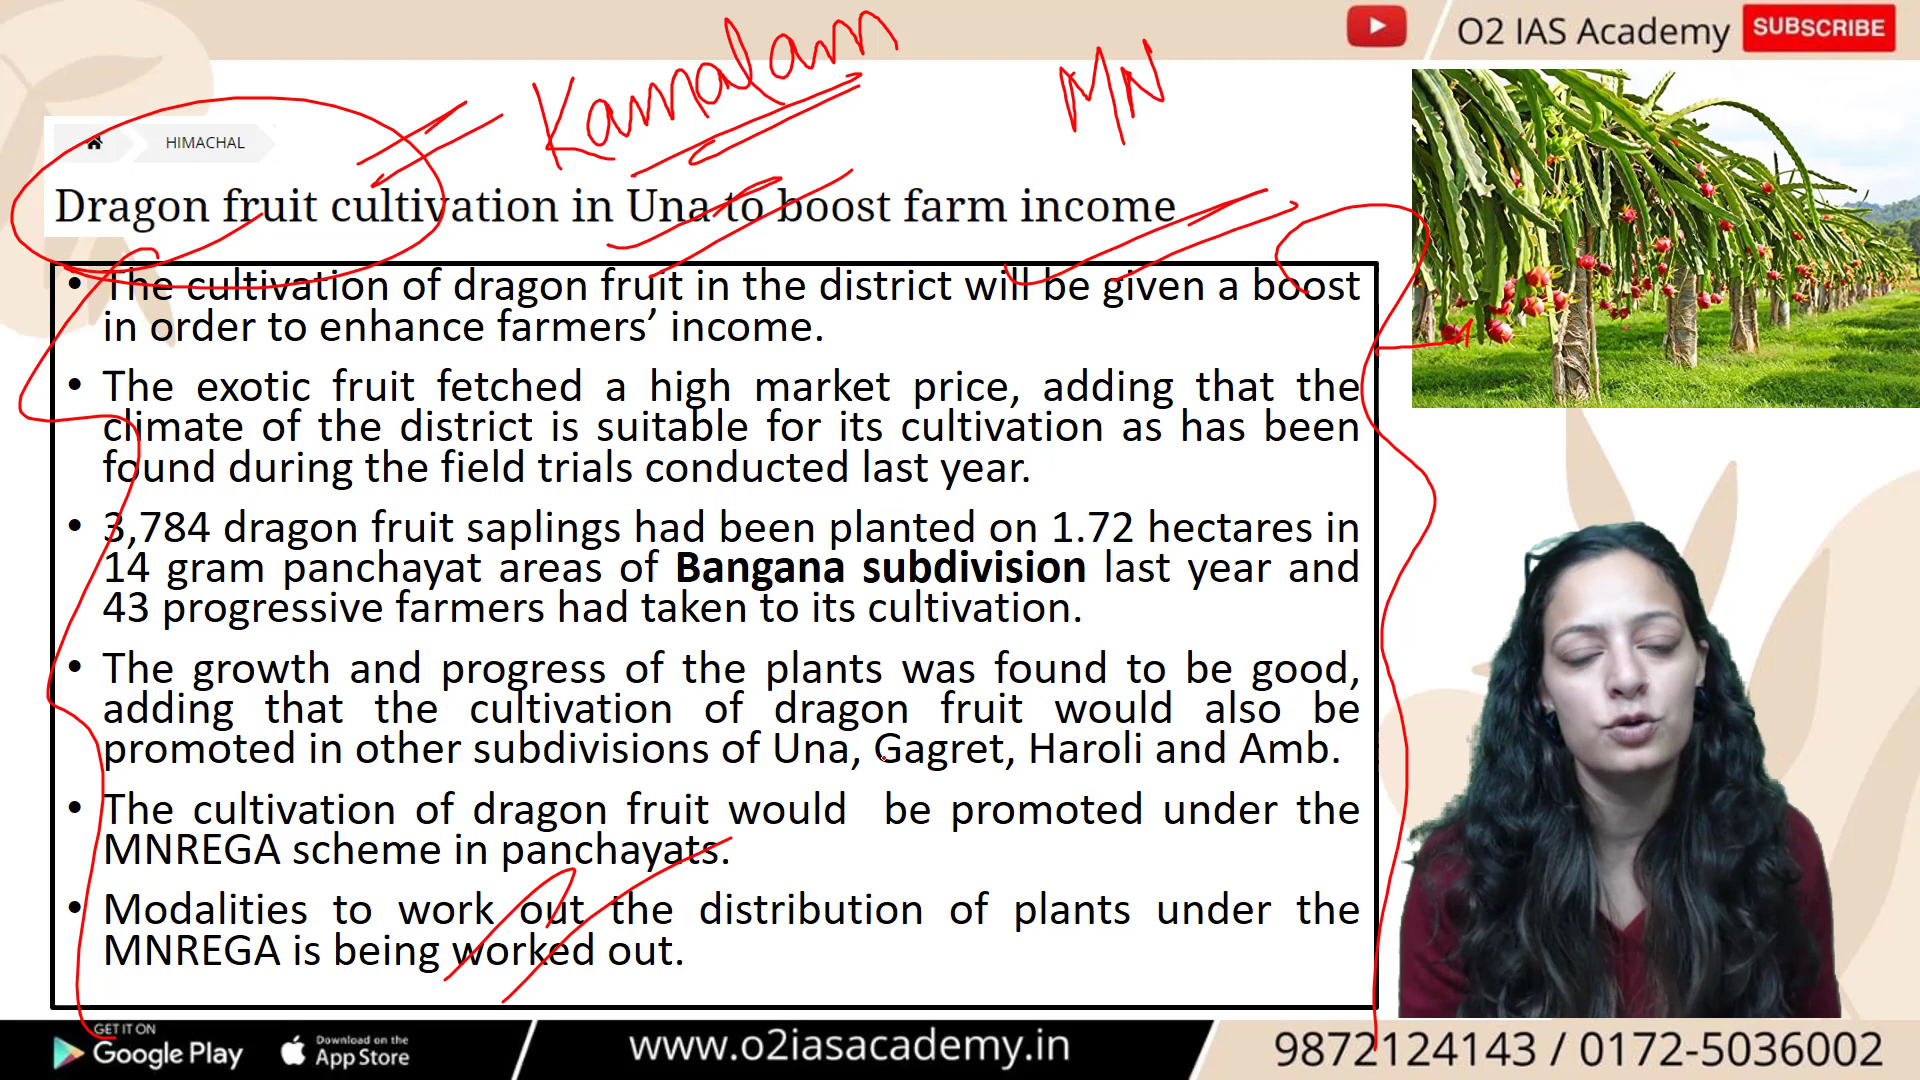 O2 IAS Academy SUBSCRIBE
Kamalam
MN
HIMACHAL
Dragon fruit cultivation in Una to boost farm income
• The cultivation of dragon fruit in the district will be given a boost
in order to enhance farmers’ income.
• The exotic fruit fetched a high market price, adding that the
climate of the district is suitable for its cultivation as has been
found during the field trials conducted last year.
• 3,784 dragon fruit saplings had been planted on 1.72 hectares in
14 gram panchayat areas of Bangana subdivision last year and
43 progressive farmers had taken to its cultivation.
• The growth and progress of the plants was found to be good,
adding that the cultivation of dragon fruit would also be
promoted in other subdivisions of Una, Gagret, Haroli and Amb.
• The cultivation of dragon fruit would be promoted under the
MNREGA scheme in panchayats.
• Modalities to work out the distribution of plants under the
MNREGA is being worked out.
GET IT ON
Google Play
Download on the
App Store
www.o2iasacademy.in
9872124143 / 0172-5036002